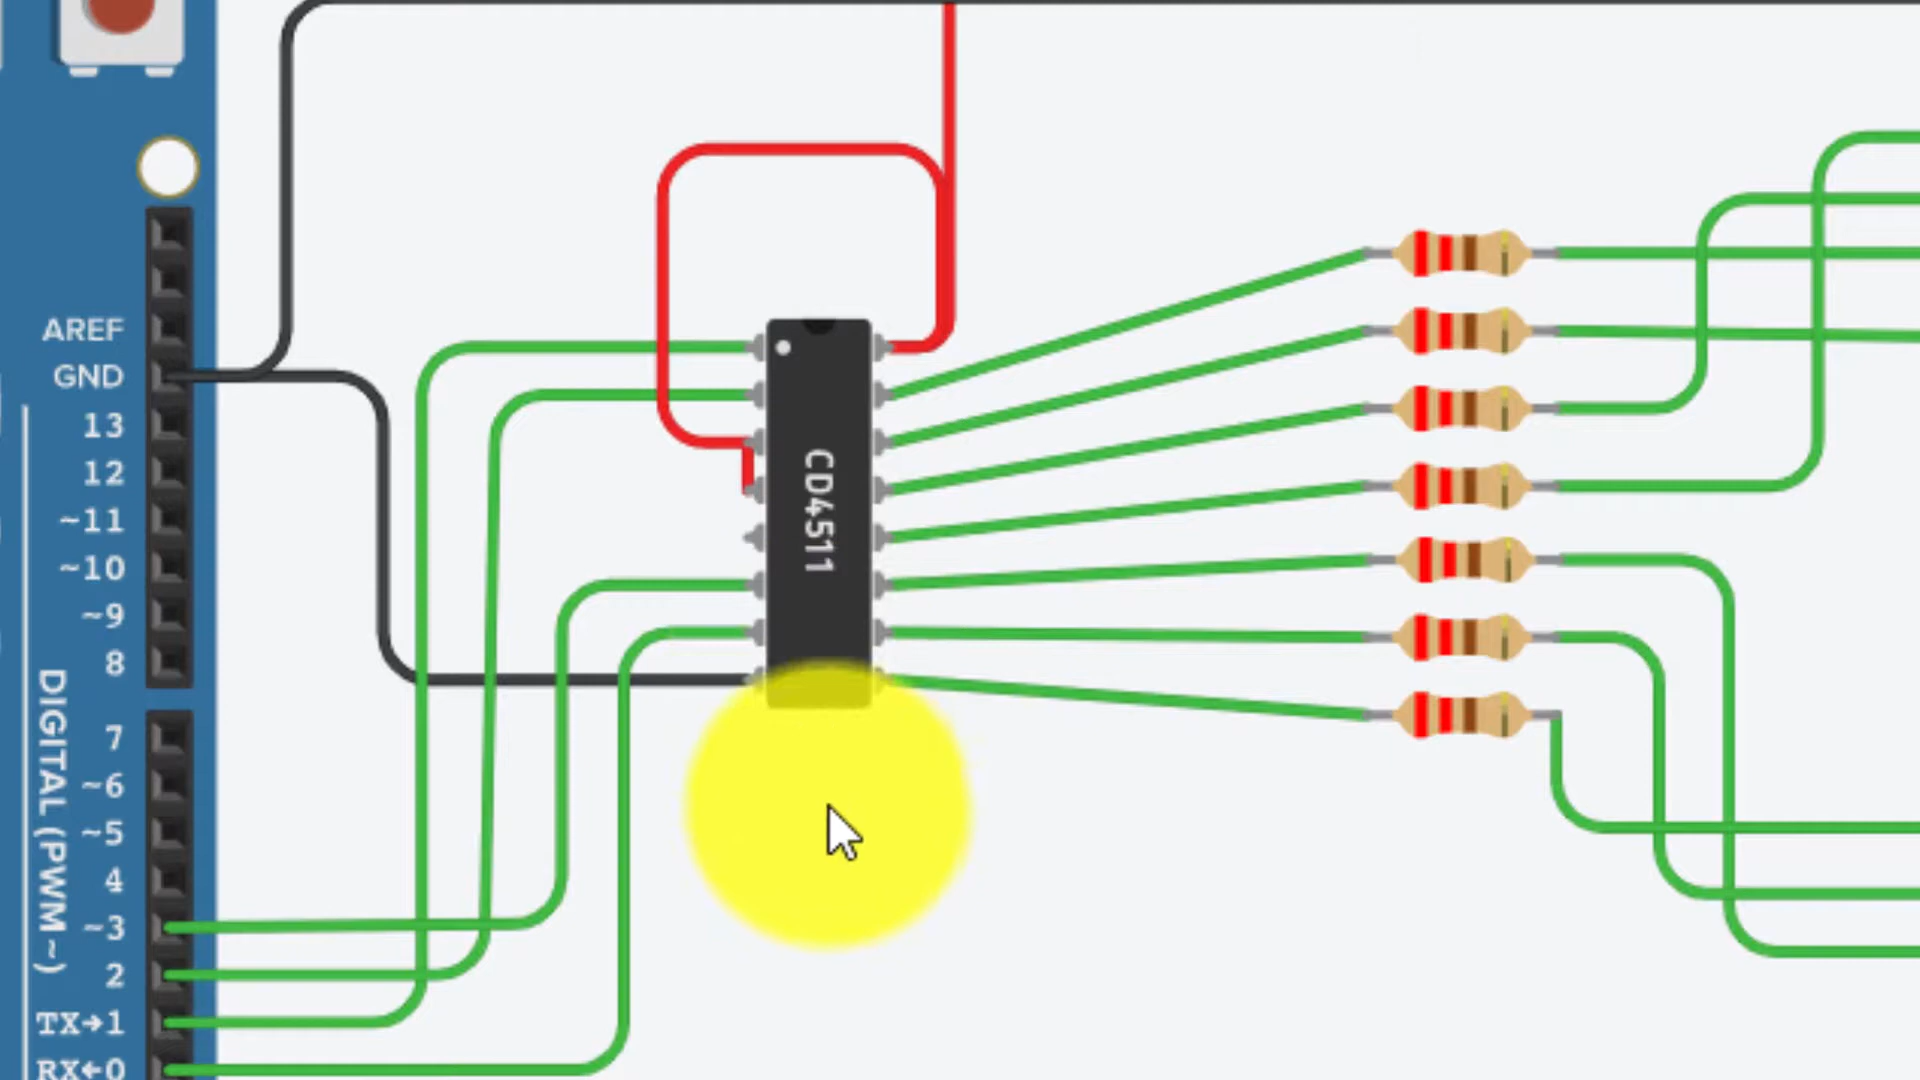 AREF
GND
13
12
~11
~10
~9
8
7
~6
~5
4
~3
2
TX→1
RX←0
DIGITAL (PWM~)
CD4511